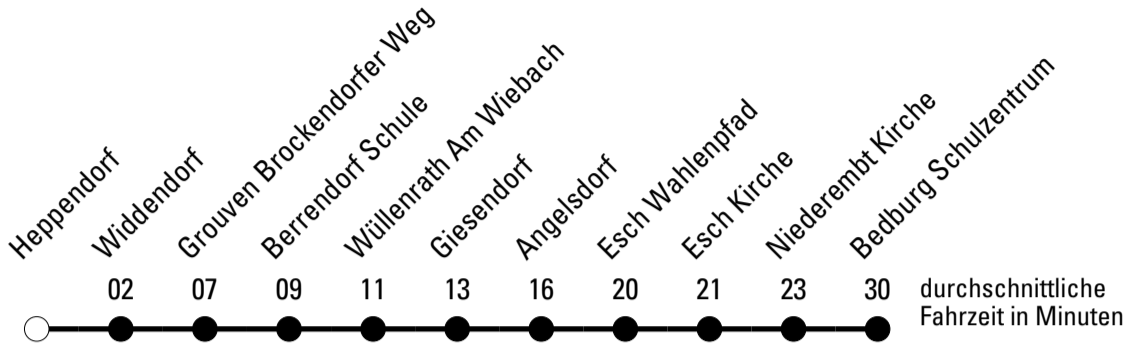 Heppendorf
Widdendorf
Grouven Brockendorfer Weg
Berrendorf Schule
Wüllenrath Am Wiebach
Giesendorf
Angelsdorf
Esch Wahlenpfad
Esch Kirche
Niederembt Kirche
Bedburg Schulzentrum
02 07 09 11 13 16 20 21 23 30 durchschnittliche
Fahrzeit in Minuten